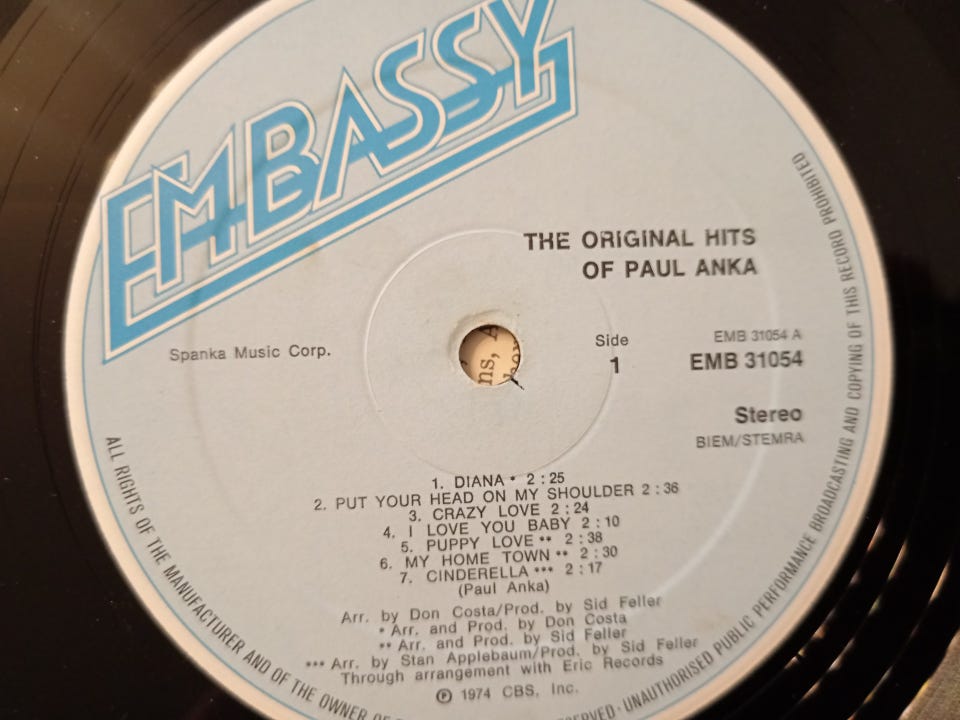 EMBASSY
THE ORIGINAL HITS
OF PAUL ANKA
Spanka Music Corp.
Side
1
EMB 31054 A
EMB 31054
Stereo
BIEM/STEMRA
1. DIANA * 2:25
2. PUT YOUR HEAD ON MY SHOULDER 2:36
3. CRAZY LOVE 2:24
4. I LOVE YOU BABY 2:10
5. PUPPY LOVE ** 2:38
6. MY HOME TOWN ** 2:30
7. CINDERELLA *** 2:17
(Paul Anka)
Arr. by Don Costa/Prod. by Sid Feller
* Arr. and Prod. by Don Costa
** Arr. and Prod. by Sid Feller
*** Arr. by Stan Applebaum/Prod. by Sid Feller
Through arrangement with Eric Records
℗ 1974 CBS, Inc.
ALL RIGHTS OF THE MANUFACTURER AND OF THE OWNER OF
UNAUTHORISED PUBLIC PERFORMANCE BROADCASTING AND COPYING OF THIS RECORD PROHIBITED